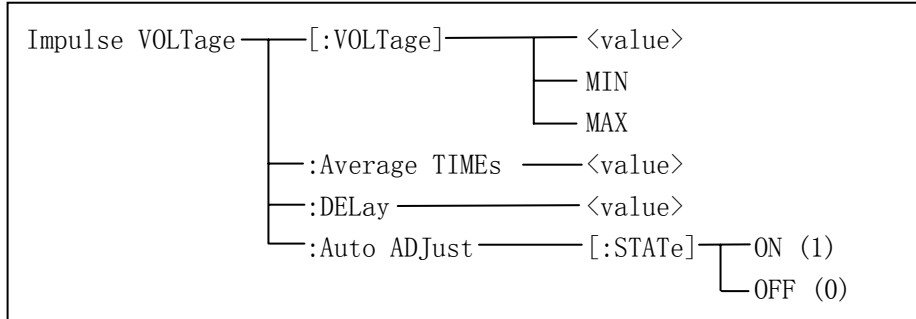 Impulse VOLTage [:VOLTage] <value>
MIN
MAX
:Average TIMEs <value>
:DELay <value>
:Auto ADJust [:STATe] ON (1)
OFF (0)